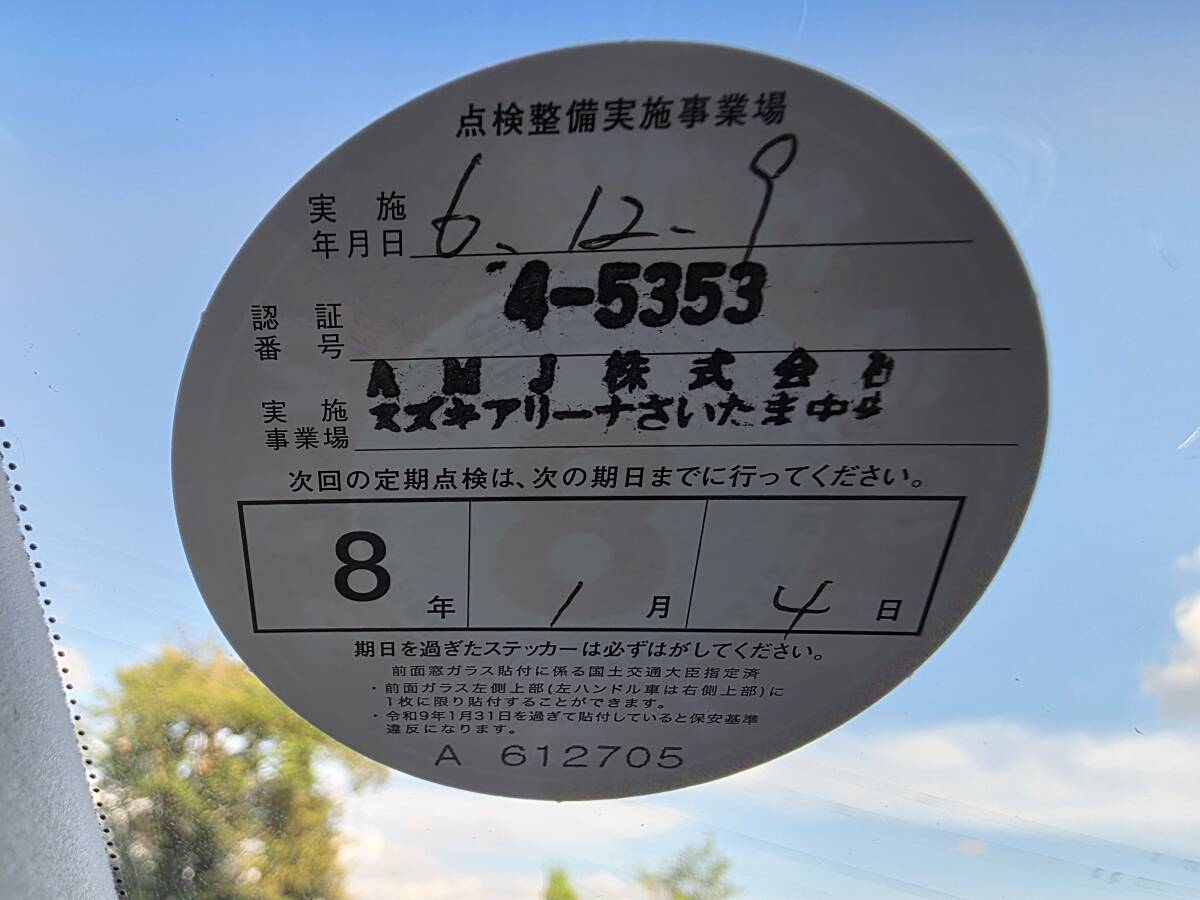 点検整備実施事業場
実施
年月日 6.12.9
認証
番号 4-5353
AMJ株式会社
実施
事業場 スズキアリーナさいたま中央
次回の定期点検は、次の期日までに行ってください。
8年 1月 4日
期日を過ぎたステッカーは必ずはがしてください。
前面窓ガラス貼付に係る国土交通大臣指定済
・前面ガラス左側上部(左ハンドル車は右側上部)に
1枚に限り貼付することができます。
・令和9年1月31日を過ぎて貼付していると保安基準
違反になります。
A 612705